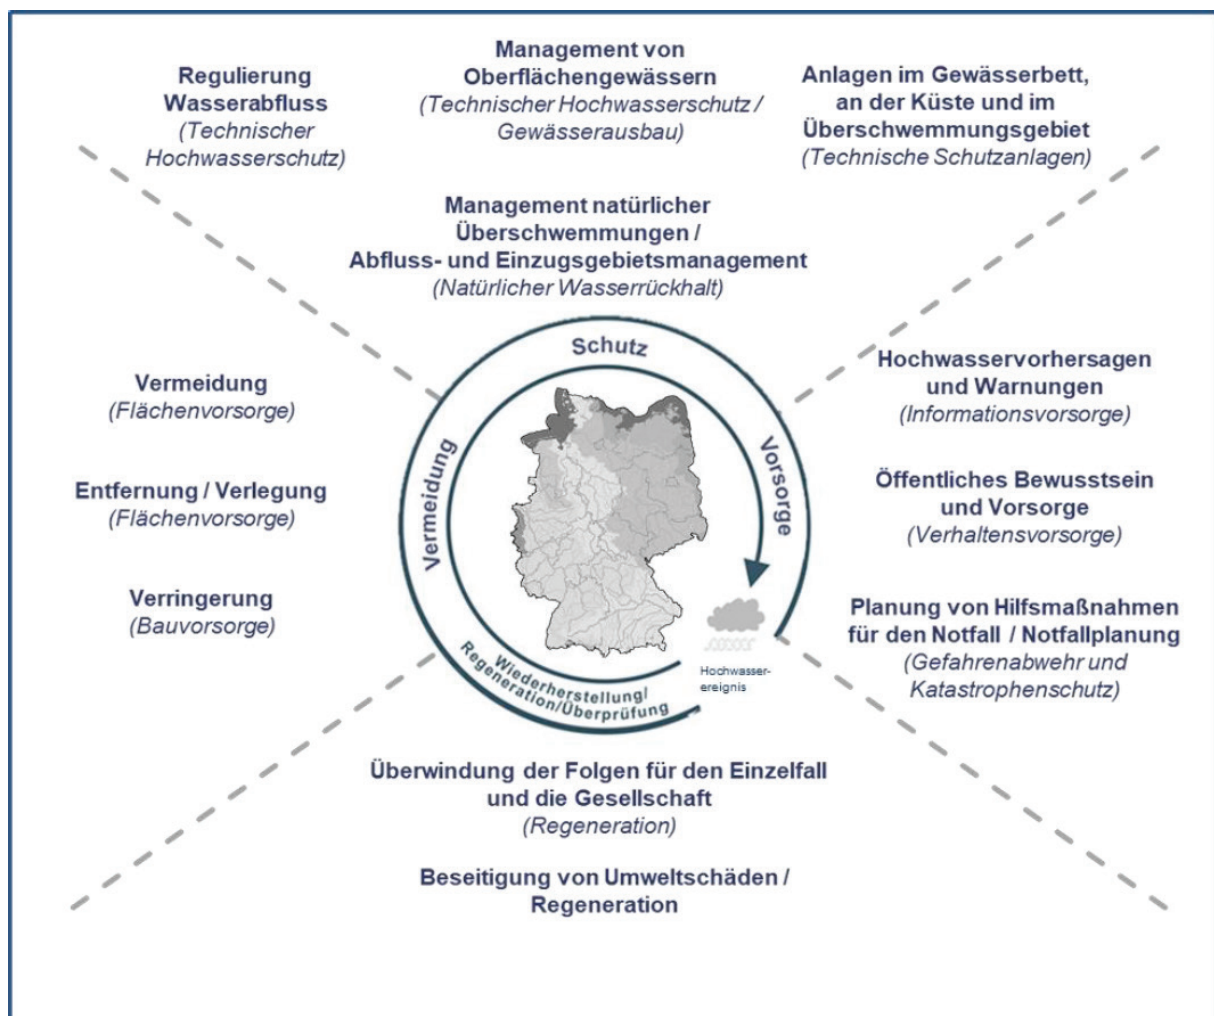 Regulierung
Wasserabfluss
(Technischer
Hochwasserschutz)
Management von
Oberflächengewässern
(Technischer Hochwasserschutz /
Gewässerausbau)
Anlagen im Gewässerbett,
an der Küste und im
Überschwemmungsgebiet
(Technische Schutzanlagen)
Management natürlicher
Überschwemmungen /
Abfluss- und Einzugsgebietsmanagement
(Natürlicher Wasserrückhalt)
Schutz
Vermeidung
Vorsorge
Wiederherstellung/
Regeneration/Überprüfung
Hochwasser-
ereignis
Vermeidung
(Flächenvorsorge)
Entfernung / Verlegung
(Flächenvorsorge)
Verringerung
(Bauvorsorge)
Hochwasservorhersagen
und Warnungen
(Informationsvorsorge)
Öffentliches Bewusstsein
und Vorsorge
(Verhaltensvorsorge)
Planung von Hilfsmaßnahmen
für den Notfall / Notfallplanung
(Gefahrenabwehr und
Katastrophenschutz)
Überwindung der Folgen für den Einzelfall
und die Gesellschaft
(Regeneration)
Beseitigung von Umweltschäden /
Regeneration